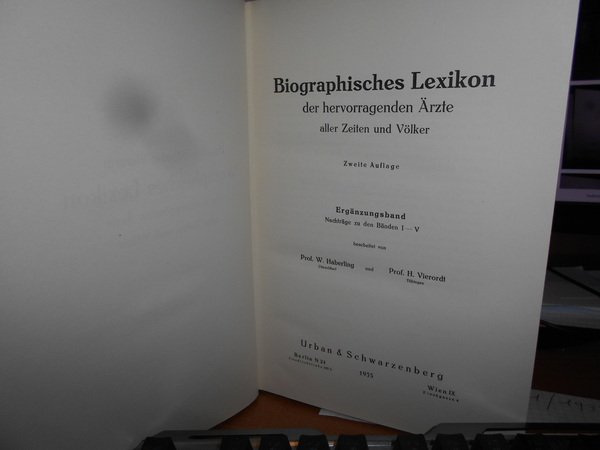 Biographisches Lexikon
der hervorragenden Ärzte
aller Zeiten und Völker
Zweite Auflage
Ergänzungsband
Nachträge zu den Bänden I — V
bearbeitet von
Prof. W. Haberling und Prof. H. Vierordt
Tübingen
Urban & Schwarzenberg
Berlin Wien IX
1935